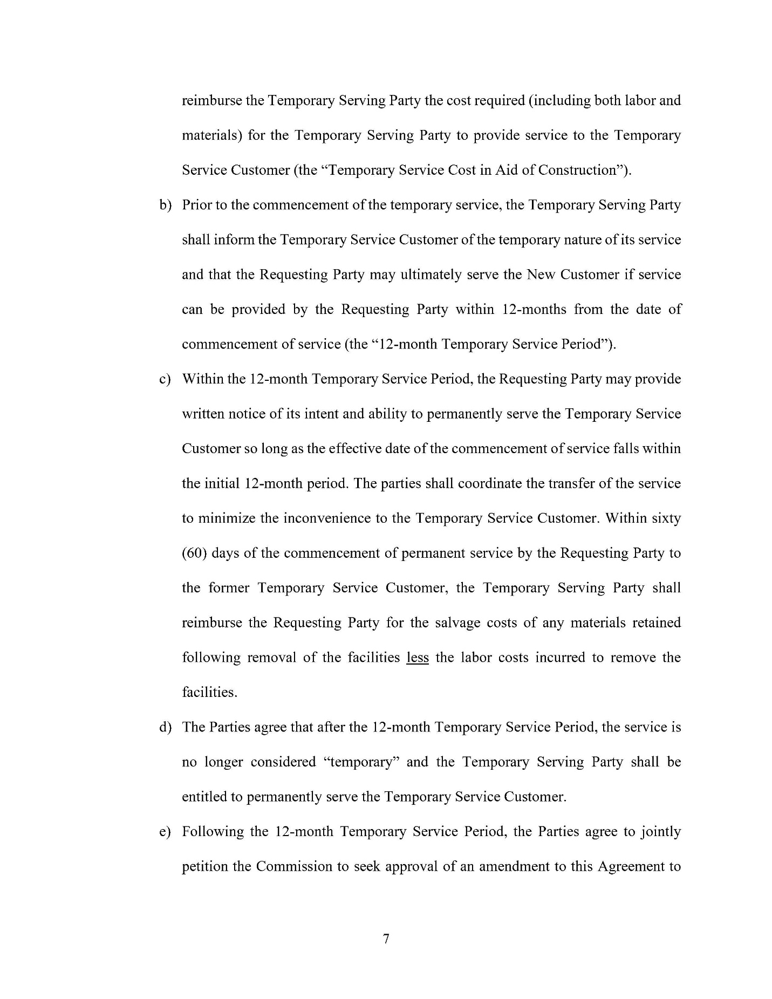 reimburse the Temporary Serving Party the cost required (including both labor and
materials) for the Temporary Serving Party to provide service to the Temporary
Service Customer (the “Temporary Service Cost in Aid of Construction”).
b) Prior to the commencement of the temporary service, the Temporary Serving Party
shall inform the Temporary Service Customer of the temporary nature of its service
and that the Requesting Party may ultimately serve the New Customer if service
can be provided by the Requesting Party within 12-months from the date of
commencement of service (the “12-month Temporary Service Period”).
c) Within the 12-month Temporary Service Period, the Requesting Party may provide
written notice of its intent and ability to permanently serve the Temporary Service
Customer so long as the effective date of the commencement of service falls within
the initial 12-month period. The parties shall coordinate the transfer of the service
to minimize the inconvenience to the Temporary Service Customer. Within sixty
(60) days of the commencement of permanent service by the Requesting Party to
the former Temporary Service Customer, the Temporary Serving Party shall
reimburse the Requesting Party for the salvage costs of any materials retained
following removal of the facilities less the labor costs incurred to remove the
facilities.
d) The Parties agree that after the 12-month Temporary Service Period, the service is
no longer considered “temporary” and the Temporary Serving Party shall be
entitled to permanently serve the Temporary Service Customer.
e) Following the 12-month Temporary Service Period, the Parties agree to jointly
petition the Commission to seek approval of an amendment to this Agreement to
7